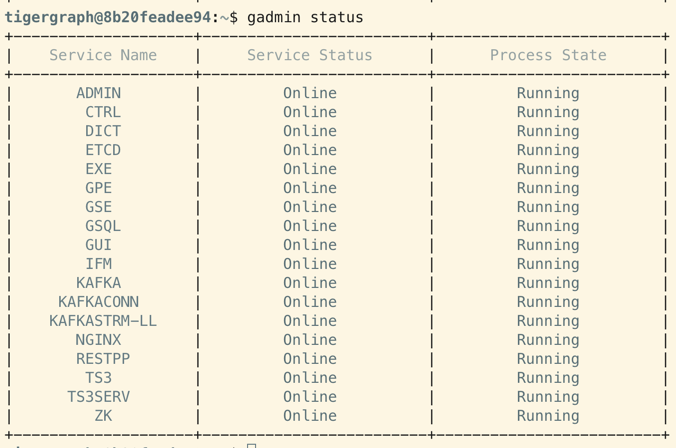 tigergraph@8b20feadee94:~$ gadmin status
+--------------------+-------------------------+-------------------------+
| Service Name | Service Status | Process State |
+--------------------+-------------------------+-------------------------+
| ADMIN | Online | Running |
| CTRL | Online | Running |
| DICT | Online | Running |
| ETCD | Online | Running |
| EXE | Online | Running |
| GPE | Online | Running |
| GSE | Online | Running |
| GSQL | Online | Running |
| GUI | Online | Running |
| IFM | Online | Running |
| KAFKA | Online | Running |
| KAFKACONN | Online | Running |
| KAFKASTRM-LL | Online | Running |
| NGINX | Online | Running |
| RESTPP | Online | Running |
| TS3 | Online | Running |
| TS3SERV | Online | Running |
| ZK | Online | Running |
+--------------------+-------------------------+-------------------------+